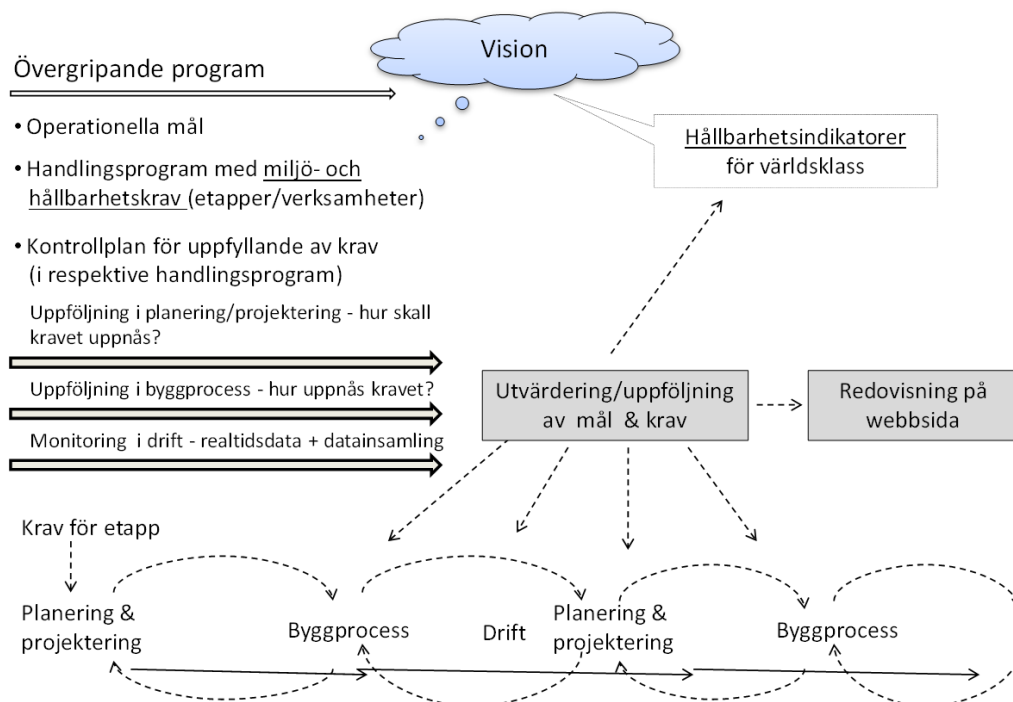 Vision
Övergripande program
• Operationella mål
• Handlingsprogram med miljö- och
hållbarhetskrav (etapper/verksamheter)
• Kontrollplan för uppfyllande av krav
(i respektive handlingsprogram)
Uppföljning i planering/projektering - hur skall
kravet uppnås?
Uppföljning i byggprocess - hur uppnås kravet?
Monitoring i drift - realtidsdata + datainsamling
Hållbarhetsindikatorer
för världsklass
Utvärdering/uppföljning
av mål & krav
Redovisning på
webbsida
Krav för etapp
Planering &
projektering
Byggprocess
Drift
Planering &
projektering
Byggprocess